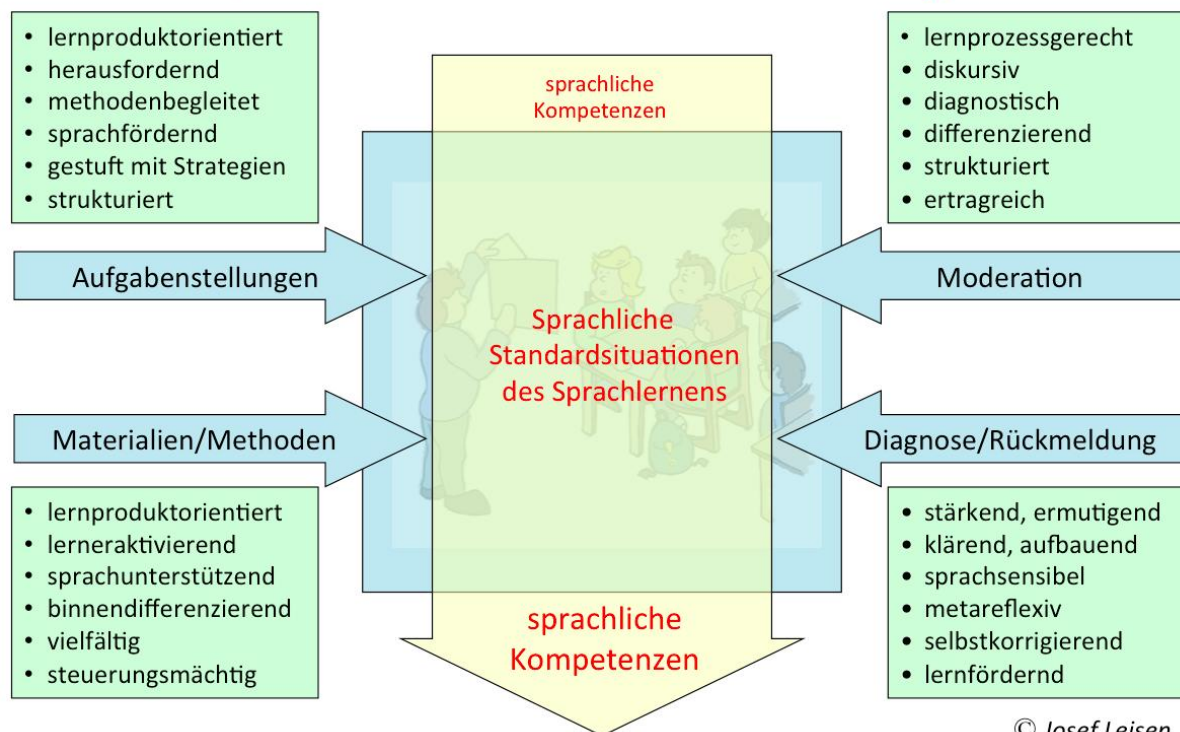 • lernproduktorientiert
• herausfordernd
• methodenbegleitet
• sprachfördernd
• gestuft mit Strategien
• strukturiert
sprachliche
Kompetenzen
• lernprozessgerecht
• diskursiv
• diagnostisch
• differenzierend
• strukturiert
• ertragreich
Aufgabenstellungen
Moderation
Sprachliche
Standardsituationen
des Sprachlernens
Materialien/Methoden
Diagnose/Rückmeldung
• lernproduktorientiert
• lerneraktivierend
• sprachunterstützend
• binnendifferenzierend
• vielfältig
• steuerungsmächtig
sprachliche
Kompetenzen
• stärkend, ermutigend
• klärend, aufbauend
• sprachsensibel
• metareflexiv
• selbstkorrigierend
• lernfördernd
© Josef Leisen